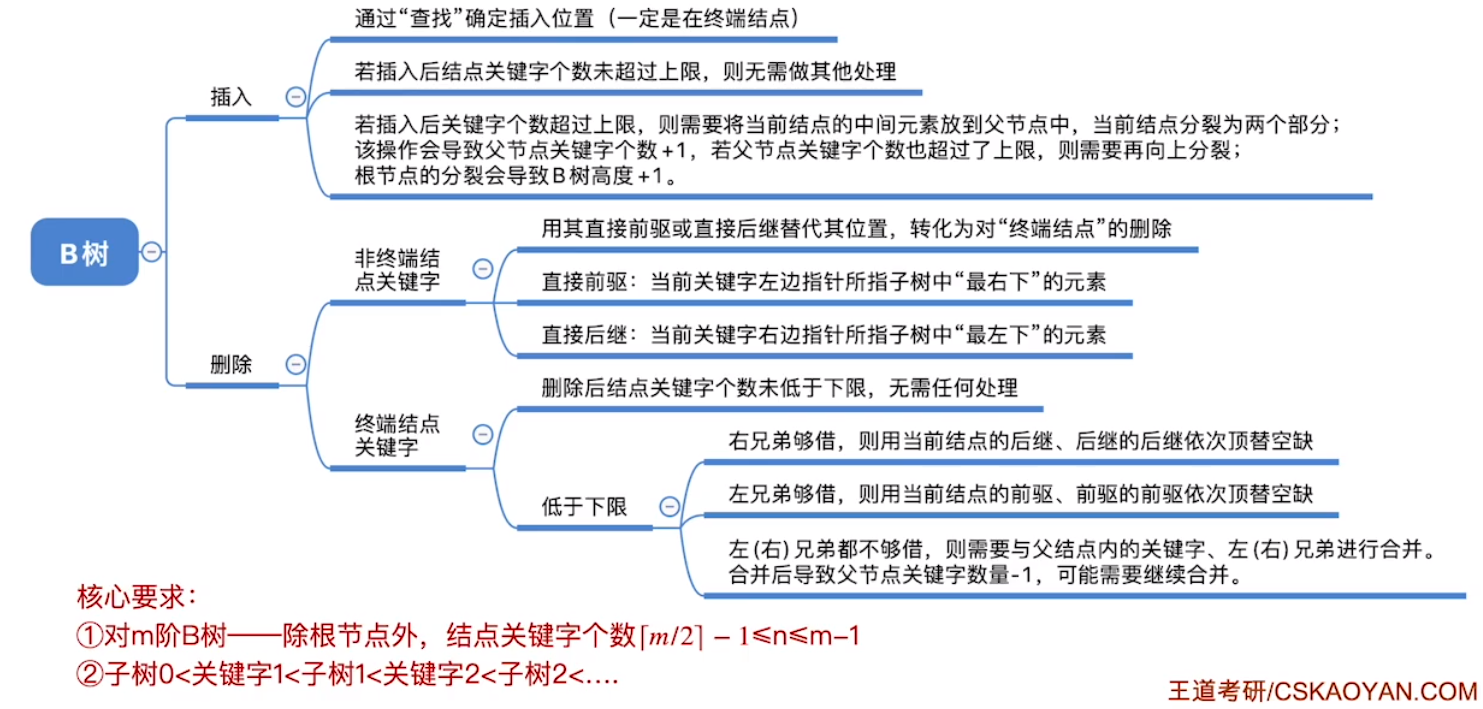 通过“查找”确定插入位置（一定是在终端结点）
若插入后结点关键字个数未超过上限，则无需做其他处理
插入
若插入后关键字个数超过上限，则需要将当前结点的中间元素放到父节点中，当前结点分裂为两个部分；
该操作会导致父节点关键字个数+1，若父节点关键字个数也超过了上限，则需要再向上分裂；
根节点的分裂会导致B树高度+1。
B树
用其直接前驱或直接后继替代其位置，转化为对“终端结点”的删除
非终端结
点关键字
直接前驱：当前关键字左边指针所指子树中“最右下”的元素
直接后继：当前关键字右边指针所指子树中“最左下”的元素
删除
删除后结点关键字个数未低于下限，无需任何处理
终端结点
关键字
右兄弟够借，则用当前结点的后继、后继的后继依次顶替空缺
左兄弟够借，则用当前结点的前驱、前驱的前驱依次顶替空缺
低于下限
左(右)兄弟都不够借，则需要与父结点内的关键字、左(右)兄弟进行合并。
合并后导致父节点关键字数量-1，可能需要继续合并。
核心要求：
①对m阶B树——除根节点外，结点关键字个数⌈m/2⌉ − 1≤n≤m-1
②子树0<关键字1<子树1<关键字2<子树2<....
王道考研/CSKAOYAN.COM